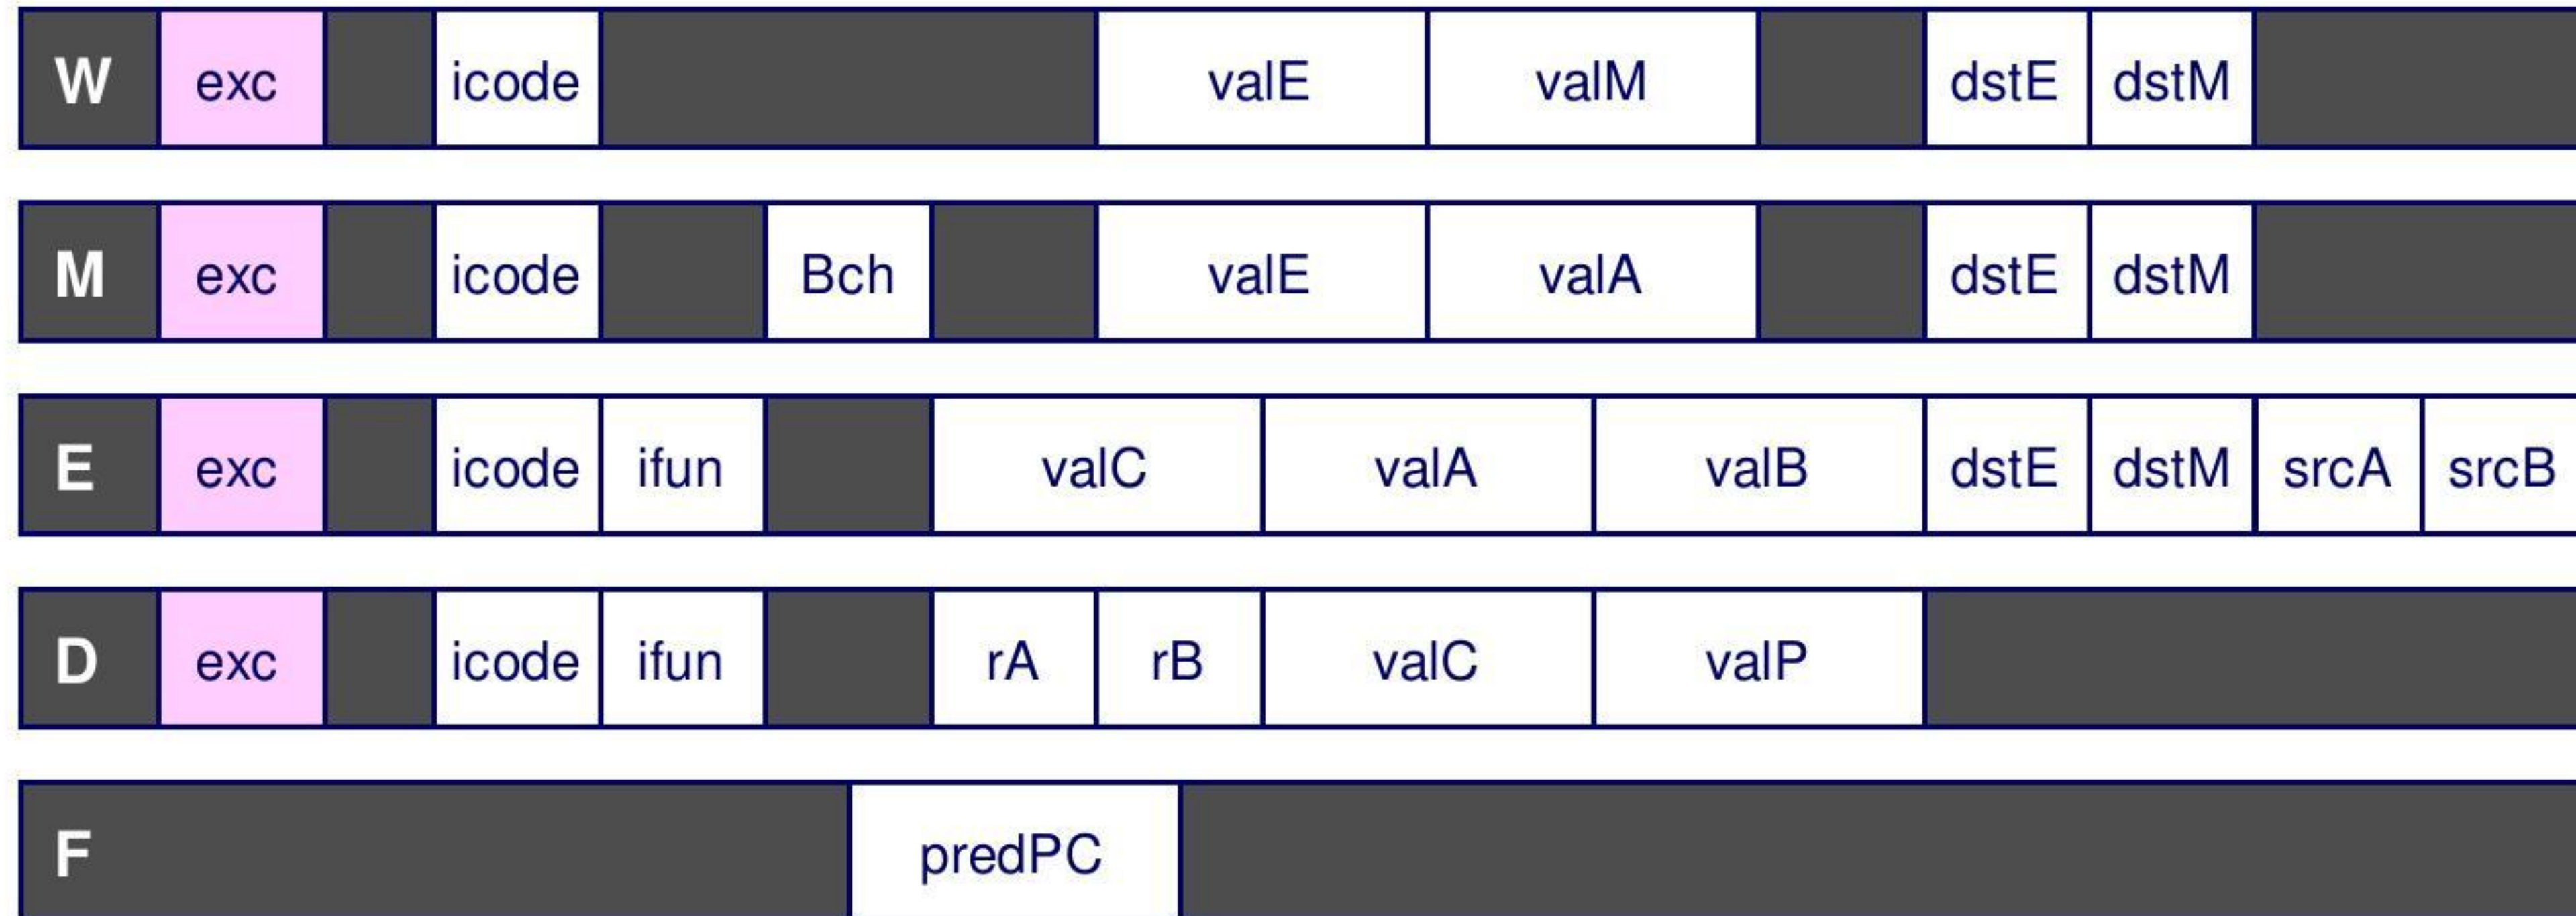 W exc icode valE valM dstE dstM
M exc icode Bch valE valA dstE dstM
E exc icode ifun valC valA valB dstE dstM srcA srcB
D exc icode ifun rA rB valC valP
F predPC